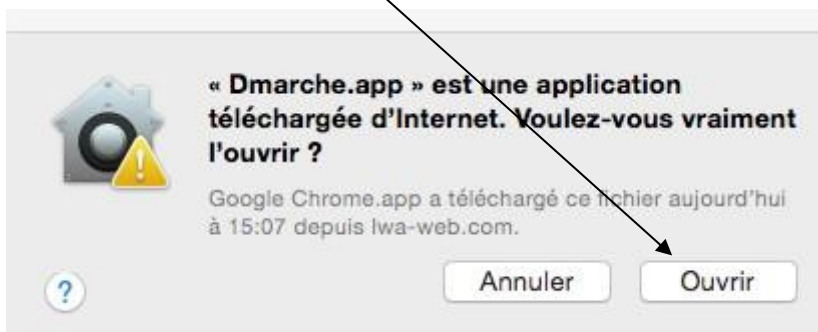 « Dmarche.app » est une application
téléchargée d’Internet. Voulez-vous vraiment
l’ouvrir ?
Google Chrome.app a téléchargé ce fichier aujourd’hui
à 15:07 depuis lwa-web.com.
?
Annuler
Ouvrir